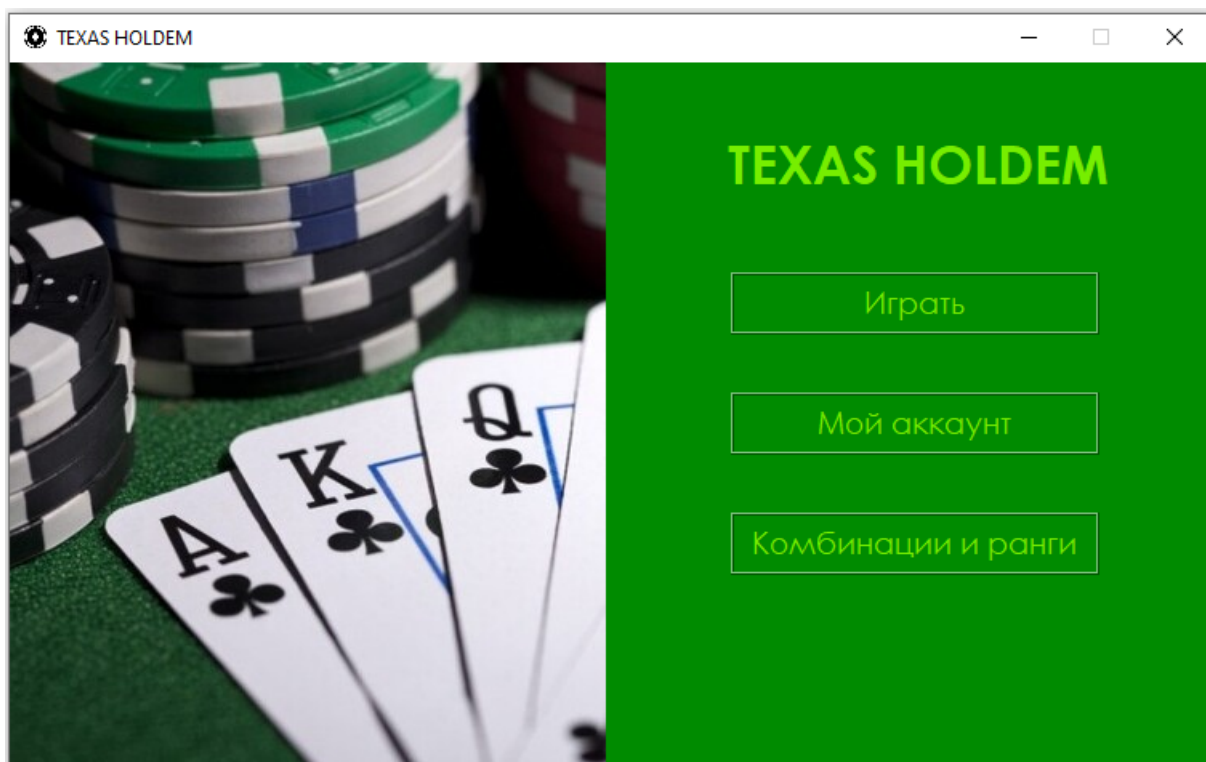 TEXAS HOLDEM
TEXAS HOLDEM
Играть
Мой аккаунт
Комбинации и ранги
A
K
Q